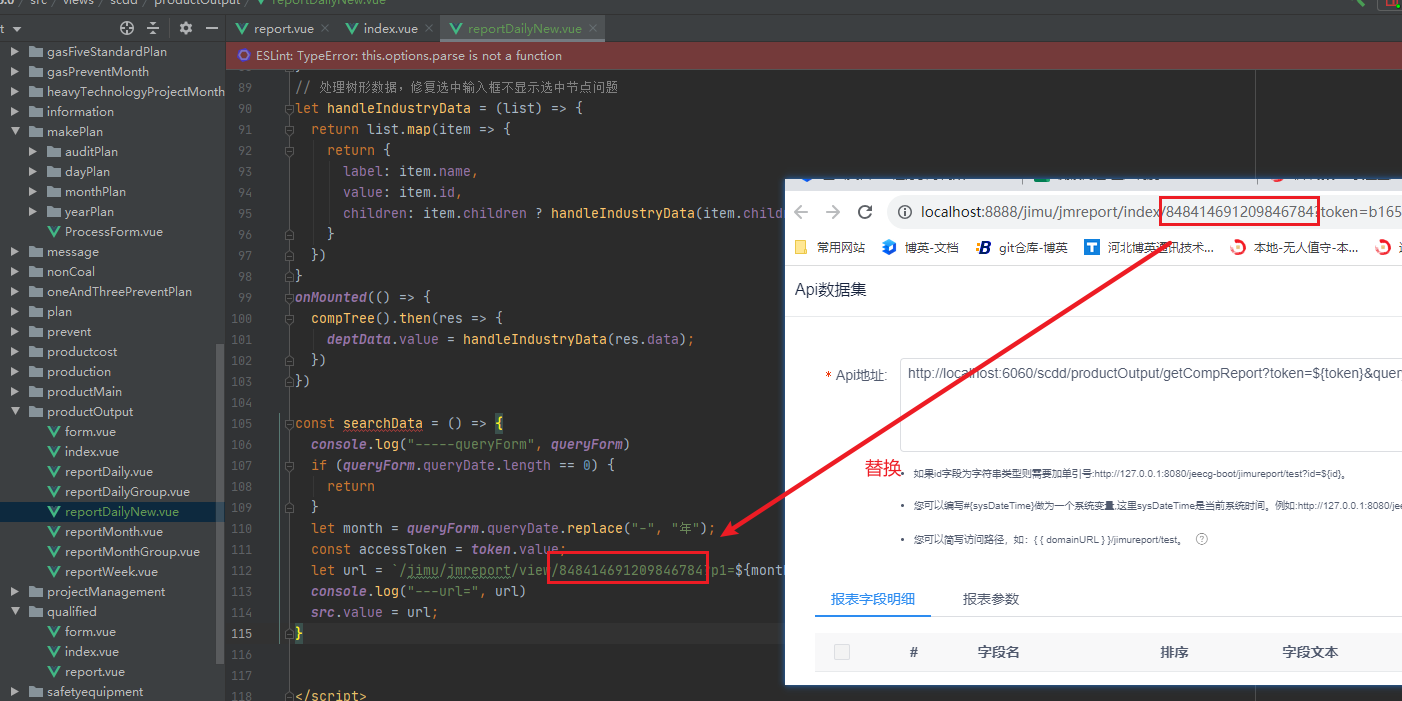 src
views
scdd
productOutput
reportDailyNew.vue
report.vue
index.vue
reportDailyNew.vue
ESLint: TypeError: this.options.parse is not a function
gasFiveStandardPlan
gasPreventMonth
heavyTechnologyProjectMonth
information
makePlan
auditPlan
dayPlan
monthPlan
yearPlan
ProcessForm.vue
message
nonCoal
oneAndThreePreventPlan
plan
prevent
productcost
production
productMain
productOutput
form.vue
index.vue
reportDaily.vue
reportDailyGroup.vue
reportDailyNew.vue
reportMonth.vue
reportMonthGroup.vue
reportWeek.vue
projectManagement
qualified
form.vue
index.vue
report.vue
safetyequipment
89 // 处理树形数据，修复选中输入框不显示选中节点问题
90 let handleIndustryData = (list) => {
91 return list.map(item => {
92 return {
93 label: item.name,
94 value: item.id,
95 children: item.children ? handleIndustryData(item.child
96 }
97 })
98 }
99 onMounted(() => {
100 compTree().then(res => {
101 deptData.value = handleIndustryData(res.data);
102 })
103 })
104
105 const searchData = () => {
106 console.log("-----queryForm", queryForm)
107 if (queryForm.queryDate.length == 0) {
108 return
109 }
110 let month = queryForm.queryDate.replace("-", "年");
111 const accessToken = token.value;
112 let url = `/jimu/jmreport/view/848414691209846784?p1=${month
113 console.log("---url=", url)
114 src.value = url;
115 }
116
117
118 </script>
localhost:8888/jimu/jmreport/index/848414691209846784?token=b165
常用网站
博英-文档
git仓库-博英
河北博英通讯技术...
本地-无人值守-本...
Api数据集
* Api地址:
http://localhost:6060/scdd/productOutput/getCompReport?token=${token}&quer
替换
• 如果id字段为字符串类型则需要加单引号:http://127.0.0.1:8080/jeecg-boot/jimureport/test?id=${id}。
• 您可以编写#{sysDateTime}做为一个系统变量,这里sysDateTime是当前系统时间。例如:http://127.0.0.1:8080/jee
• 您可以简写访问路径，如：{ { domainURL } }/jimureport/test。
报表字段明细
报表参数
#
字段名
排序
字段文本